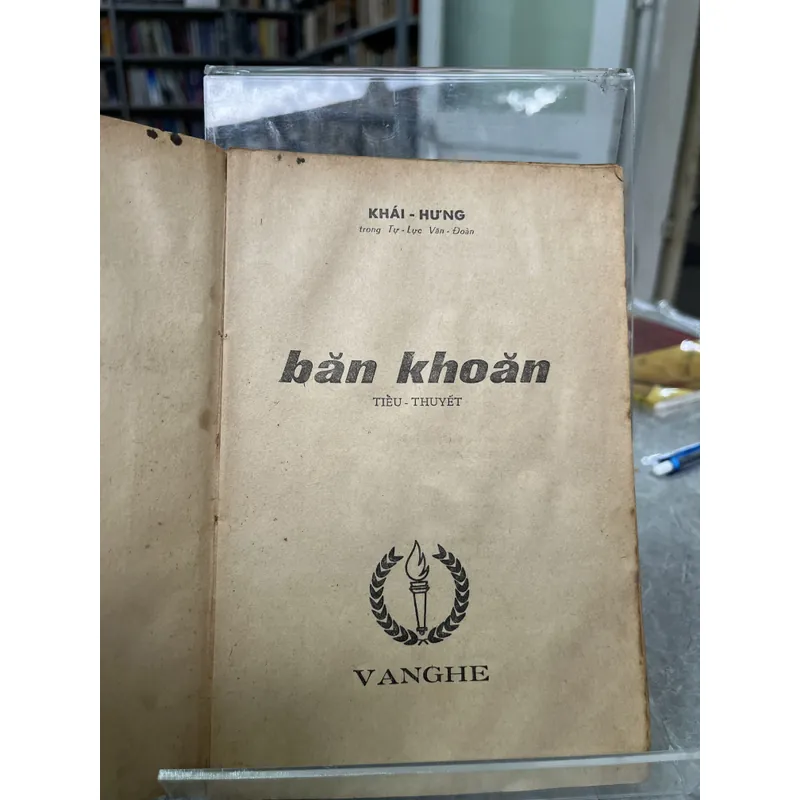 KHÁI - HƯNG
trong Tự - Lực Văn - Đoàn
băn khoăn
TIỂU - THUYẾT
VANGHE